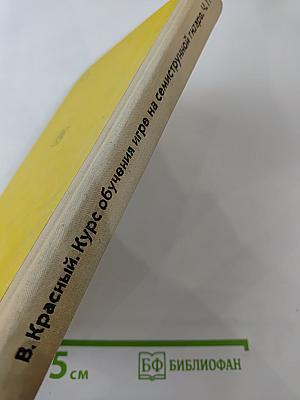 В. Красный. Курс обучения игре на семиструнной гитаре. Ч. I
5 см
БФ БИБЛИОФАН